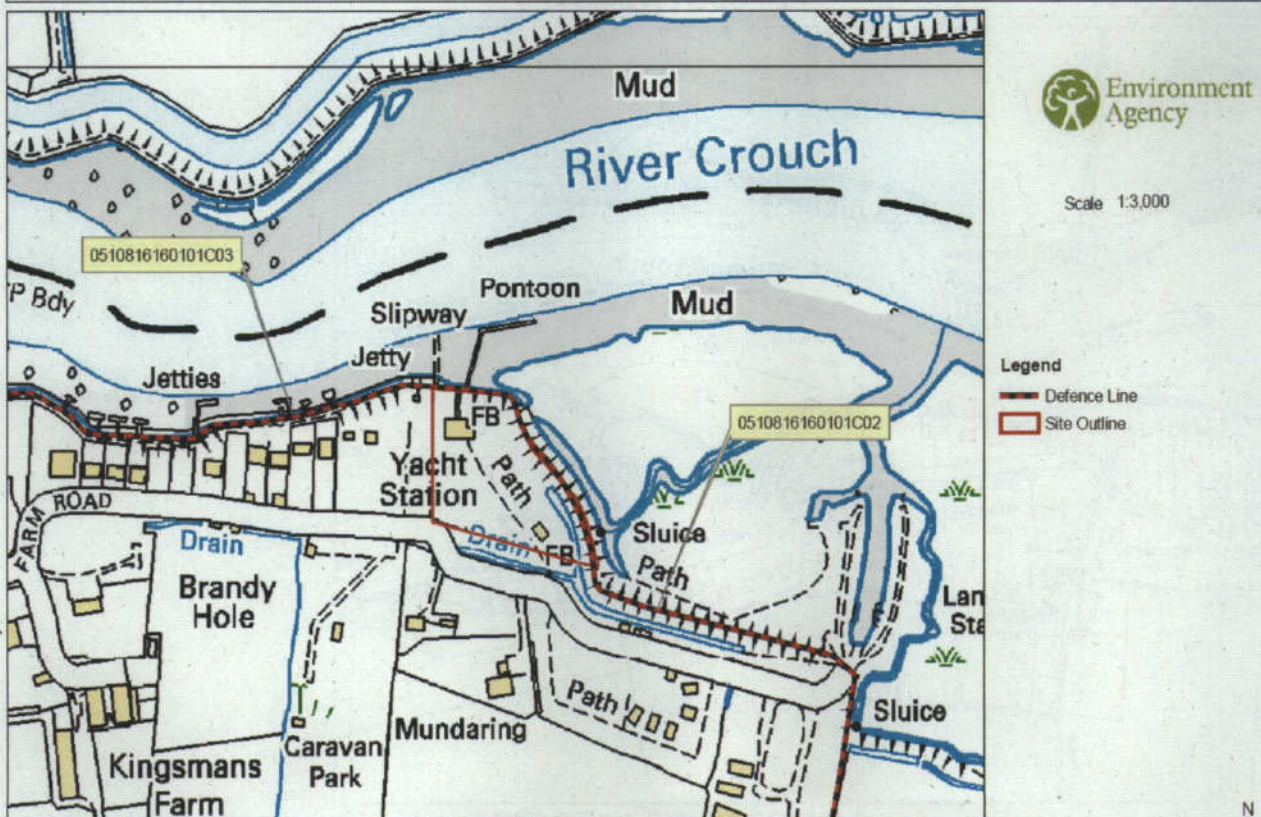 Mud
River Crouch
0510816160101C03
P Bdy
Pontoon
Slipway
Mud
Jetty
Jetties
0510816160101C02
FB
Yacht
Station
Path
FARM ROAD
Drain
Drain
FB
Sluice
Path
Brandy
Hole
Lan
Sta
Path
Mundaring
Sluice
Caravan
Park
Kingsmans
Farm
Environment
Agency
Scale 1:3,000
Legend
Defence Line
Site Outline
N